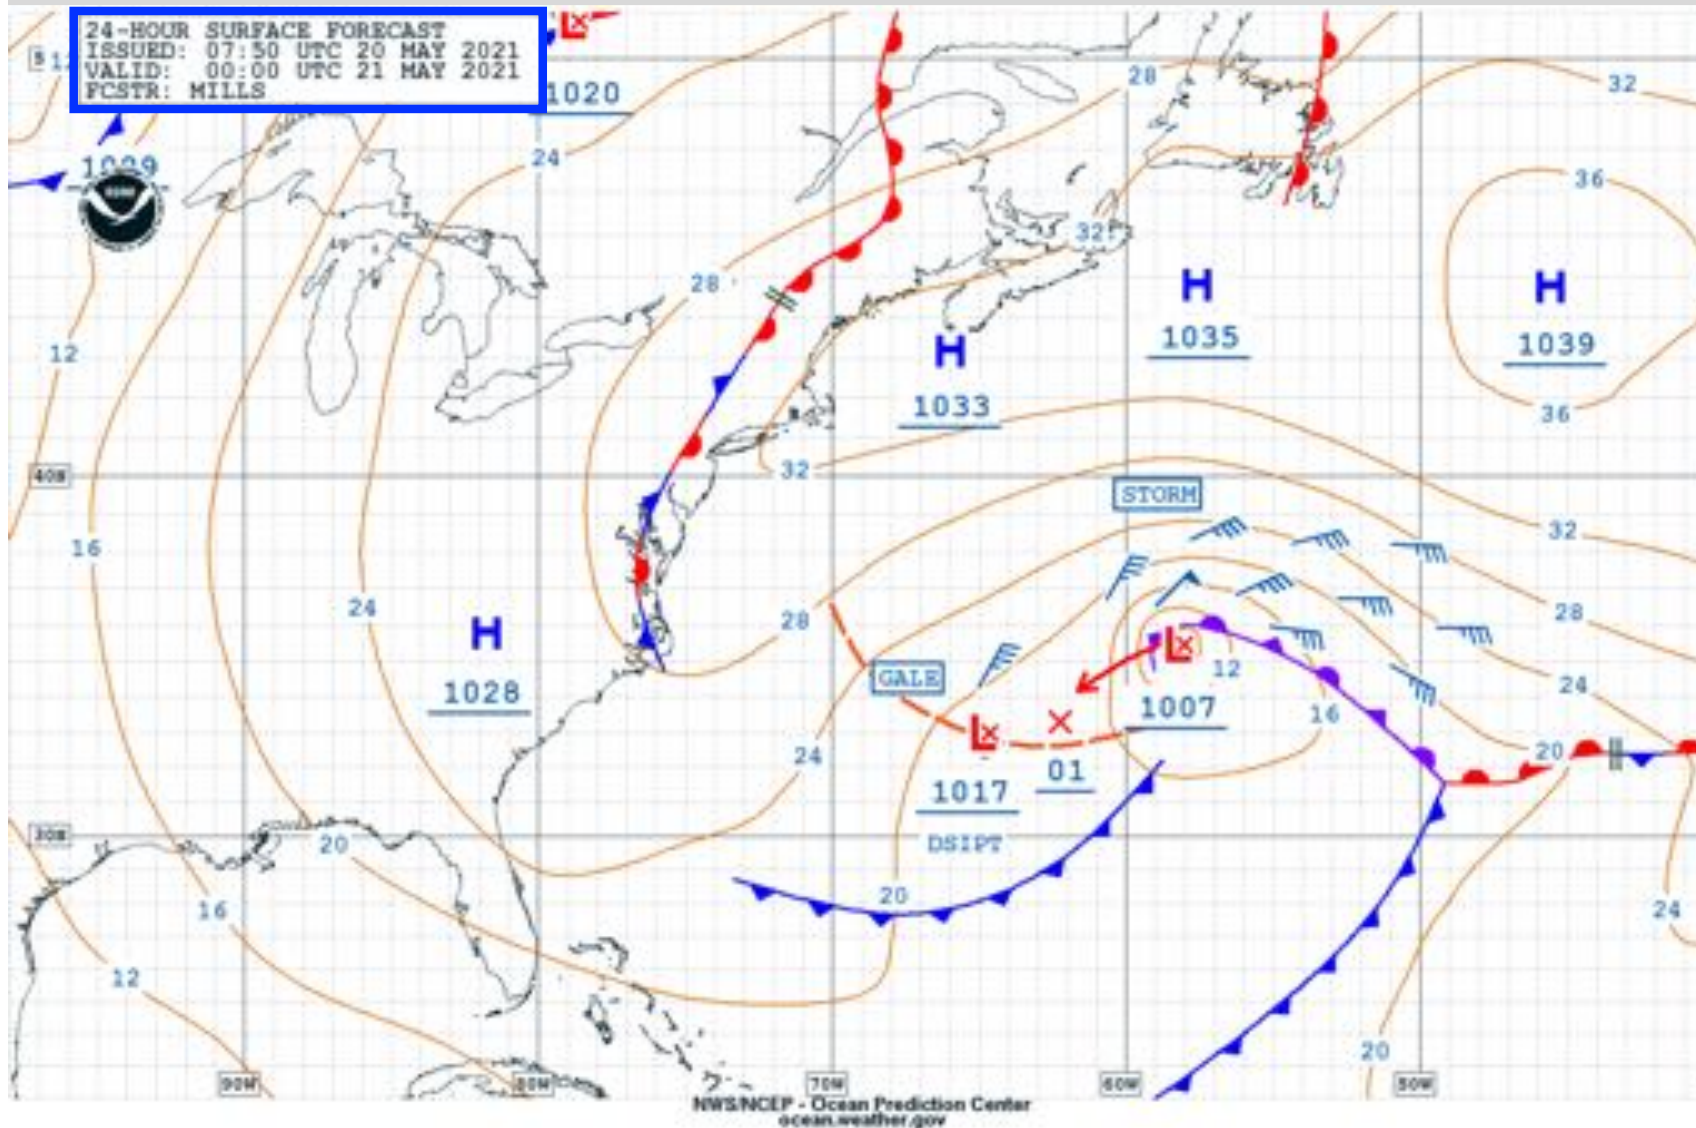 24-HOUR SURFACE FORECAST
ISSUED: 07:50 UTC 20 MAY 2021
VALID: 00:00 UTC 21 MAY 2021
FCSTR: MILLS
L
1020
28
32
24
1009
36
32
H
H
28
1035
1039
H
12
1033
36
40N
32
STORM
32
16
24
28
28
H
L
GALE
12
24
1028
1007
16
L
24
20
01
1017
30N
20
DSIPT
20
16
24
12
20
90W
80W
70W
60W
50W
NWS/NCEP - Ocean Prediction Center
ocean.weather.gov